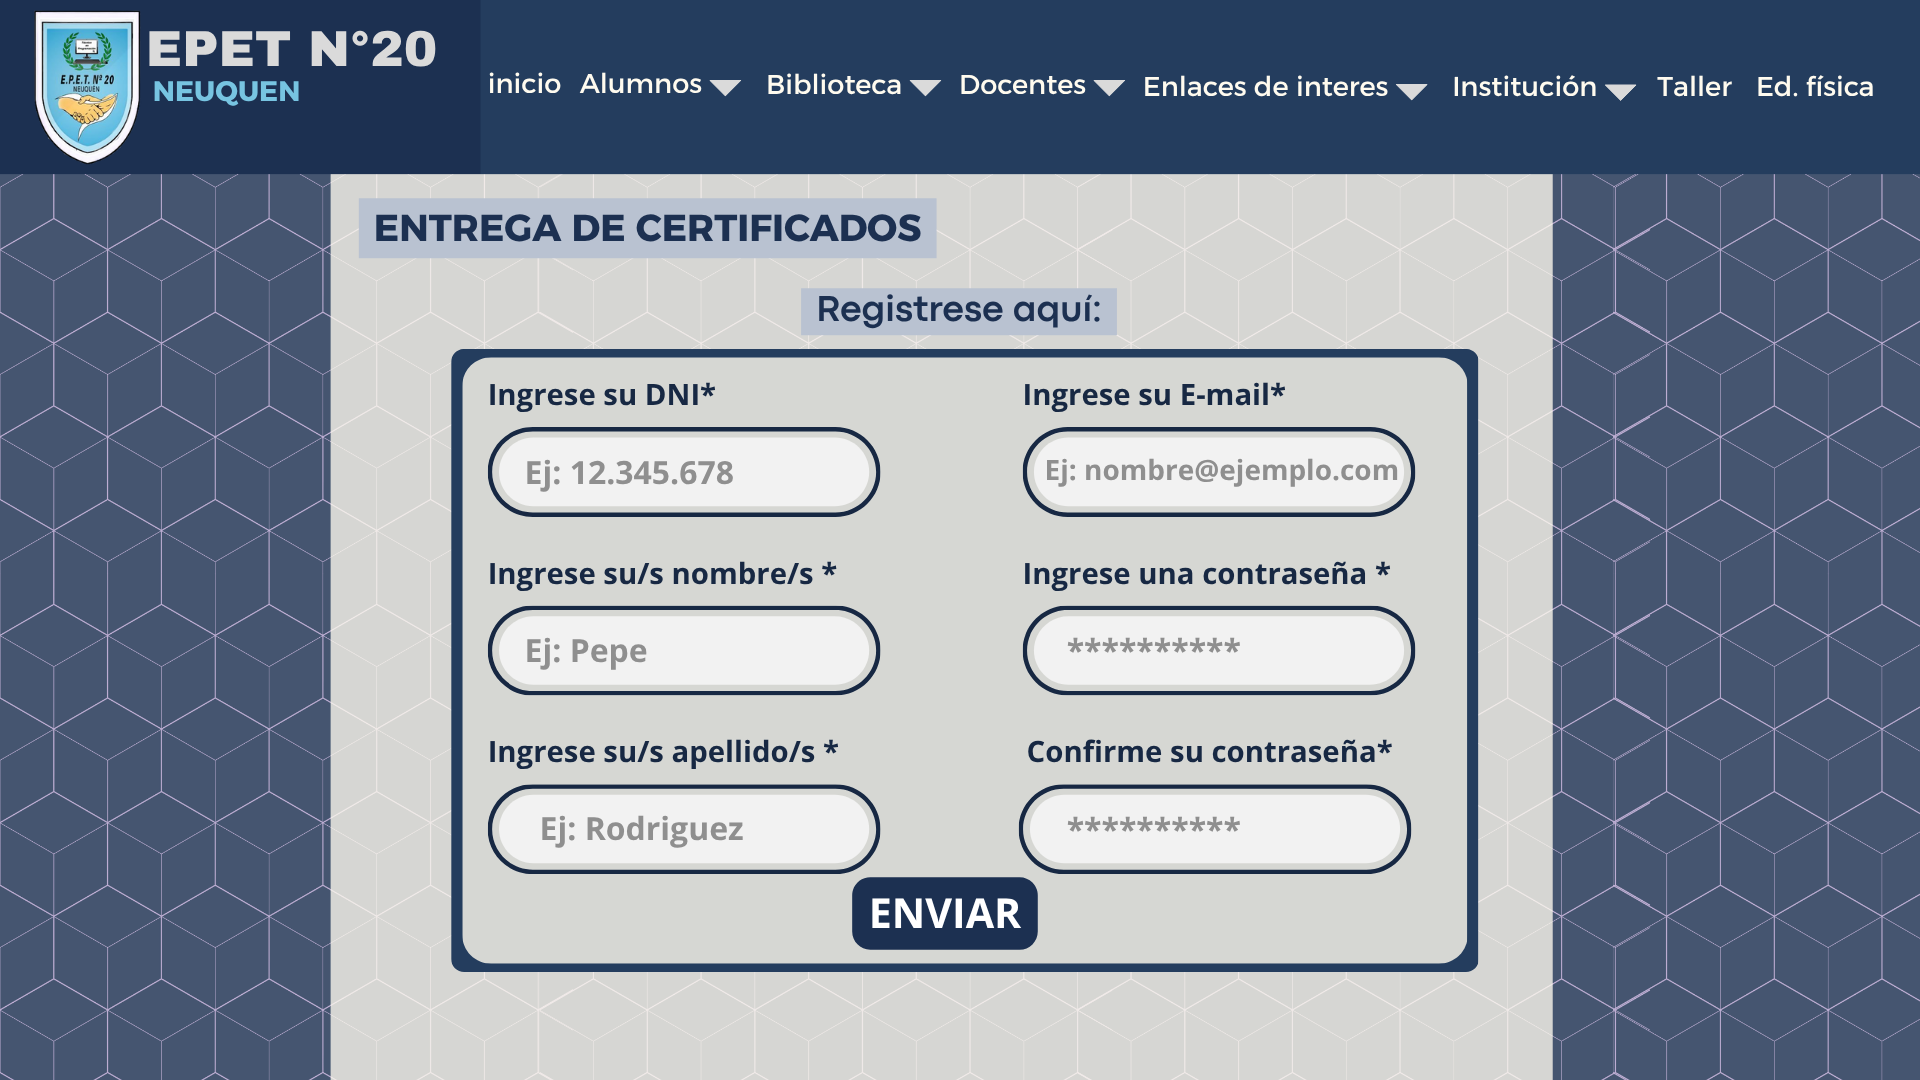 EPET N°20
NEUQUEN
E.P.E.T. Nº 20
NEUQUÉN
inicio Alumnos Biblioteca Docentes Enlaces de interes Institución Taller Ed. física
ENTREGA DE CERTIFICADOS
Registrese aquí:
Ingrese su DNI*
Ej: 12.345.678
Ingrese su/s nombre/s *
Ej: Pepe
Ingrese su/s apellido/s *
Ej: Rodriguez
Ingrese su E-mail*
Ej: nombre@ejemplo.com
Ingrese una contraseña *
**********
Confirme su contraseña*
**********
ENVIAR